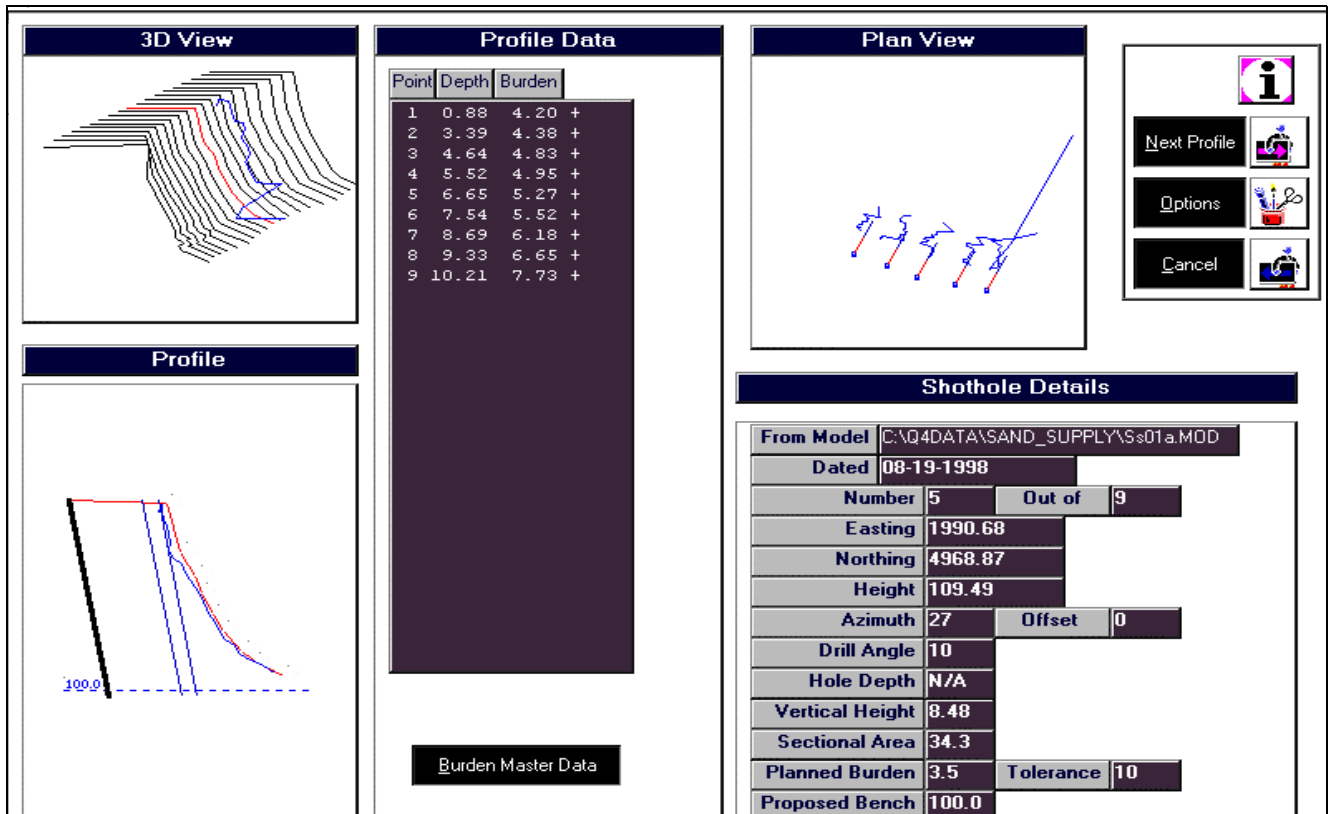 3D View
Profile Data
Plan View
Point Depth Burden
1 0.88 4.20 +
2 3.39 4.38 +
3 4.64 4.83 +
4 5.52 4.95 +
5 6.65 5.27 +
6 7.54 5.52 +
7 8.69 6.18 +
8 9.33 6.65 +
9 10.21 7.73 +
i
Next Profile
Options
Cancel
Profile
100.0
Burden Master Data
Shothole Details
From Model C:\Q4DATA\SAND_SUPPLY\Ss01a.MOD
Dated 08-19-1998
Number 5 Out of 9
Easting 1990.68
Northing 4968.87
Height 109.49
Azimuth 27 Offset 0
Drill Angle 10
Hole Depth N/A
Vertical Height 8.48
Sectional Area 34.3
Planned Burden 3.5 Tolerance 10
Proposed Bench 100.0